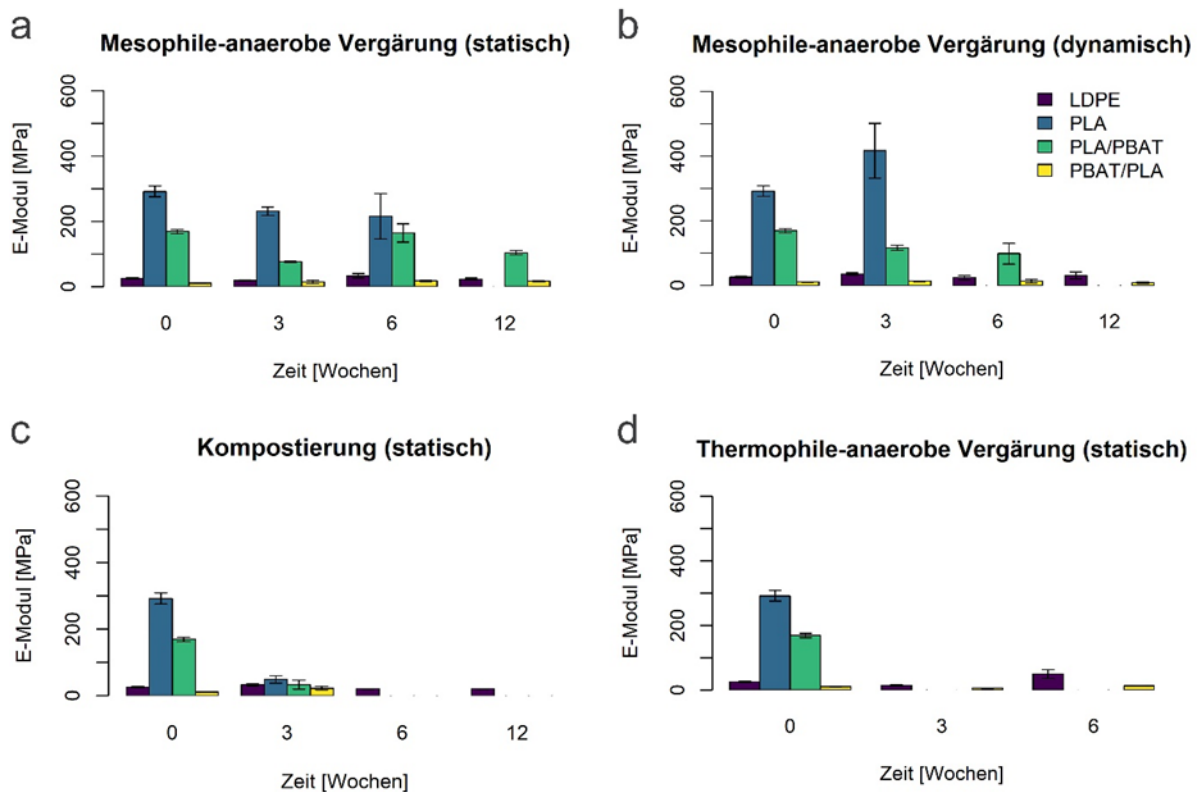 a
Mesophile-anaerobe Vergärung (statisch)
E-Modul [MPa]
600
400
200
0
0 3 6 12
Zeit [Wochen]
b
Mesophile-anaerobe Vergärung (dynamisch)
E-Modul [MPa]
600
400
200
0
LDPE
PLA
PLA/PBAT
PBAT/PLA
0 3 6 12
Zeit [Wochen]
c
Kompostierung (statisch)
E-Modul [MPa]
600
400
200
0
0 3 6 12
Zeit [Wochen]
d
Thermophile-anaerobe Vergärung (statisch)
E-Modul [MPa]
600
400
200
0
0 3 6
Zeit [Wochen]